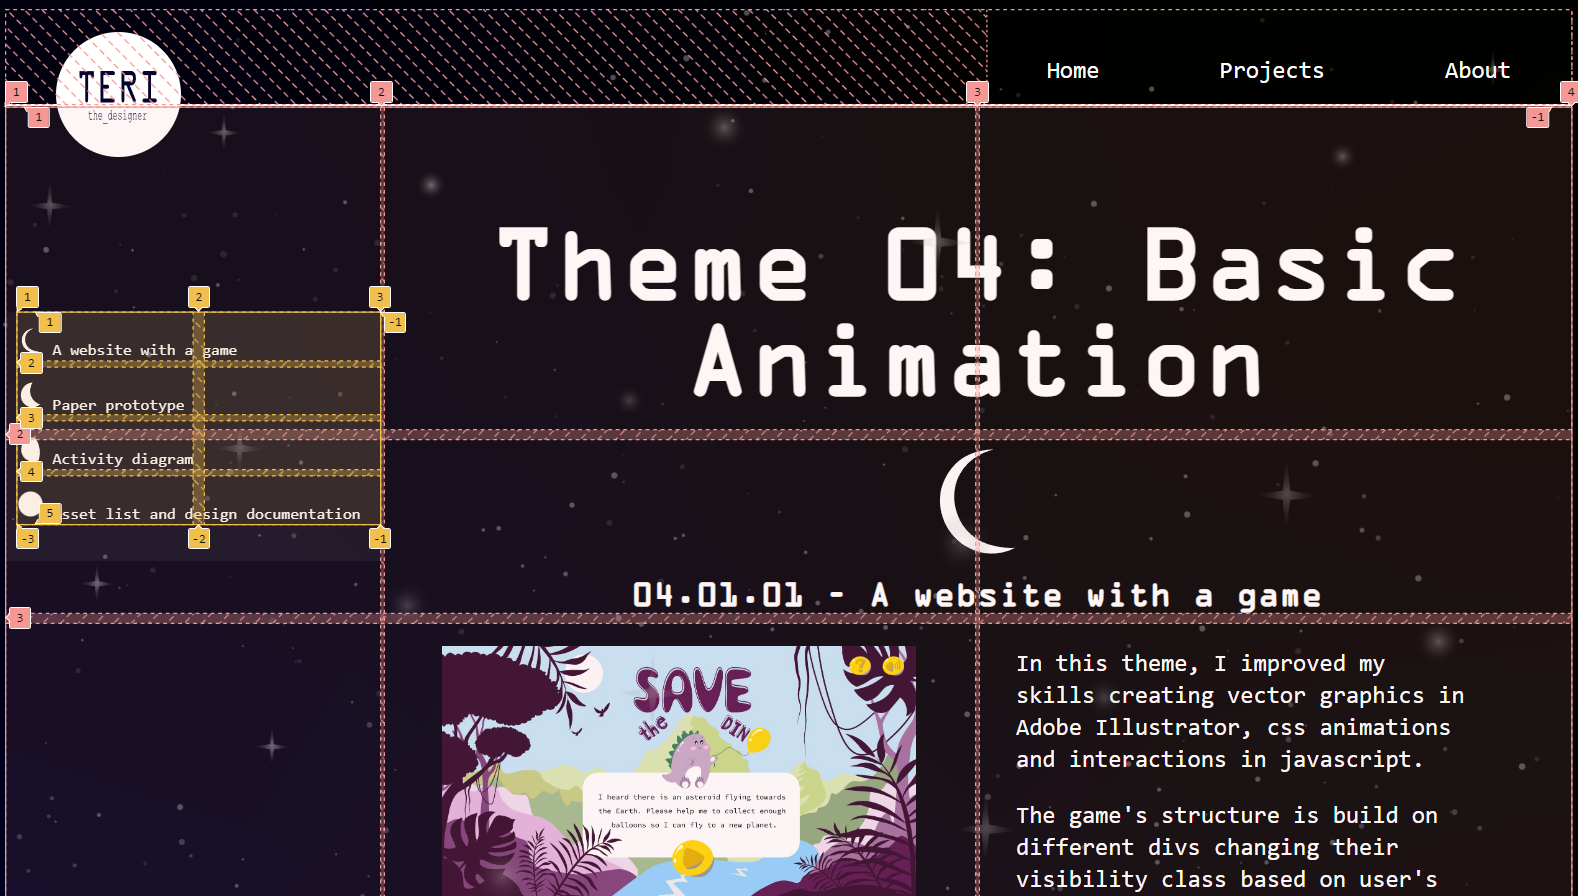 TERI
the_designer
Home Projects About
1 2 3 4
1 -1
Theme 04: Basic
Animation
1 2 3
1 -1
A website with a game
2
Paper prototype
3
2
Activity diagram
4
5 sset list and design documentation
-3 -2 -1
04.01.01 - A website with a game
3
SAVE
the DIN
?
I heard there is an asteroid flying towards
the Earth. Please help me to collect enough
balloons so I can fly to a new planet.
In this theme, I improved my
skills creating vector graphics in
Adobe Illustrator, css animations
and interactions in javascript.
The game's structure is build on
different divs changing their
visibility class based on user's